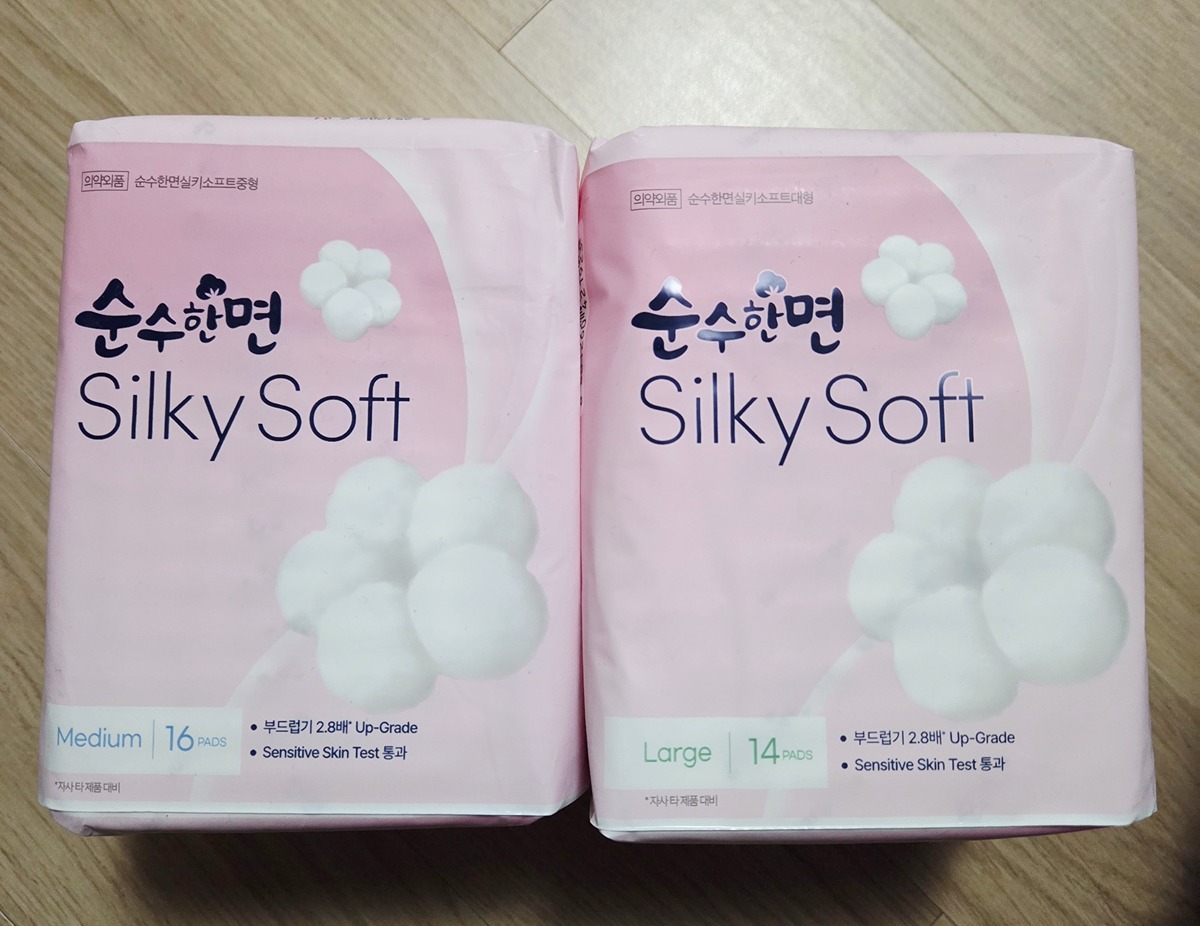 의약외품 순수한면실키소프트중형
순수한면
Silky Soft
Medium 16 PADS
• 부드럽기 2.8배* Up-Grade
• Sensitive Skin Test 통과
*자사 타 제품 대비
의약외품 순수한면실키소프트대형
순수한면
Silky Soft
Large 14 PADS
• 부드럽기 2.8배* Up-Grade
• Sensitive Skin Test 통과
*자사 타 제품 대비